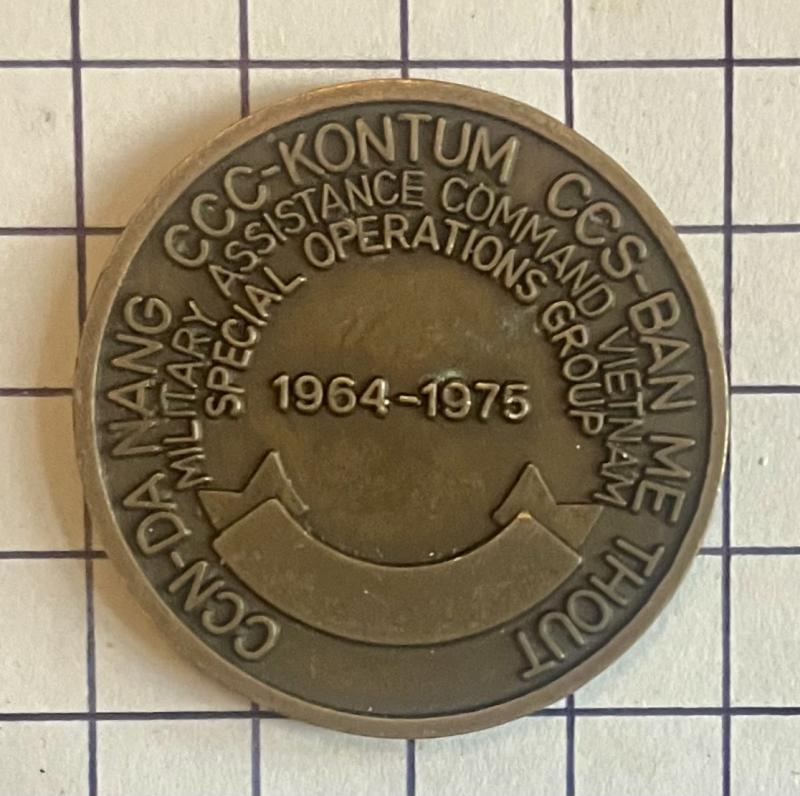 CCN-DA NANG CCC-KONTUM CCS-BAN ME THOUT
MILITARY ASSISTANCE COMMAND VIETNAM
SPECIAL OPERATIONS GROUP
1964-1975